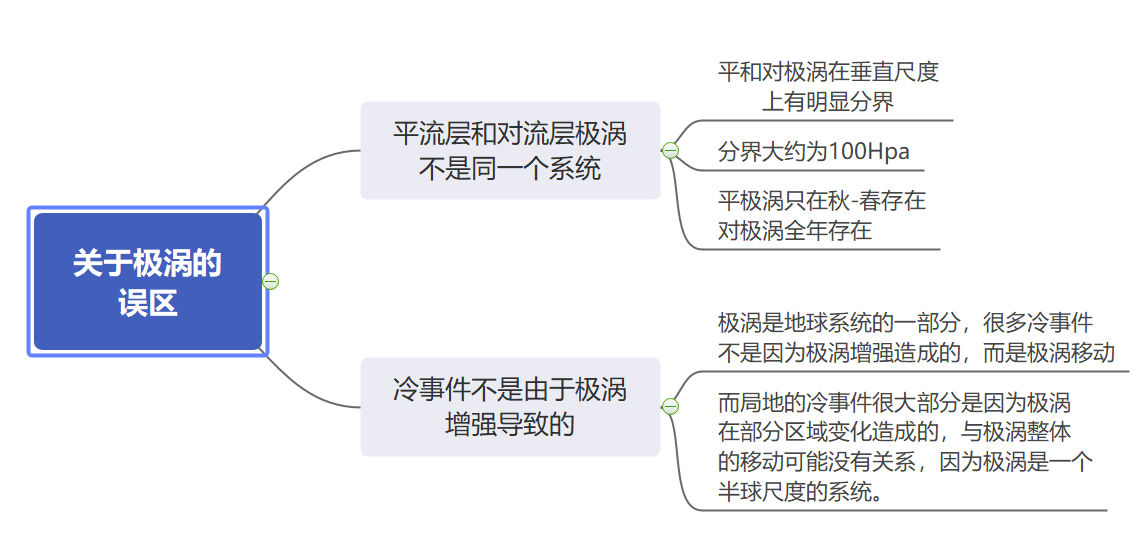 关于极涡的
误区
平流层和对流层极涡
不是同一个系统
平和对极涡在垂直尺度
上有明显分界
分界大约为100Hpa
平极涡只在秋-春存在
对极涡全年存在
冷事件不是由于极涡
增强导致的
极涡是地球系统的一部分，很多冷事件
不是因为极涡增强造成的，而是极涡移动
而局地的冷事件很大部分是因为极涡
在部分区域变化造成的，与极涡整体
的移动可能没有关系，因为极涡是一个
半球尺度的系统。